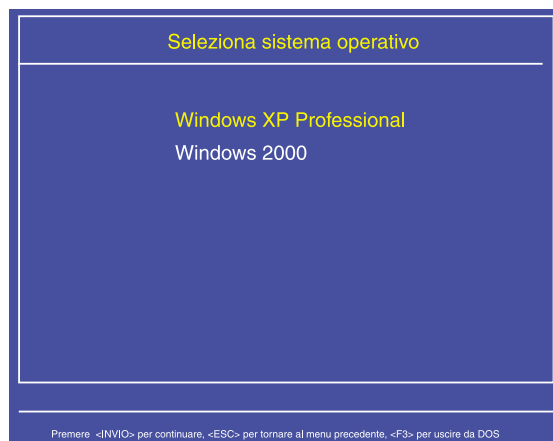 Seleziona sistema operativo
Windows XP Professional
Windows 2000
Premere <INVIO> per continuare, <ESC> per tornare al menu precedente, <F3> per uscire da DOS